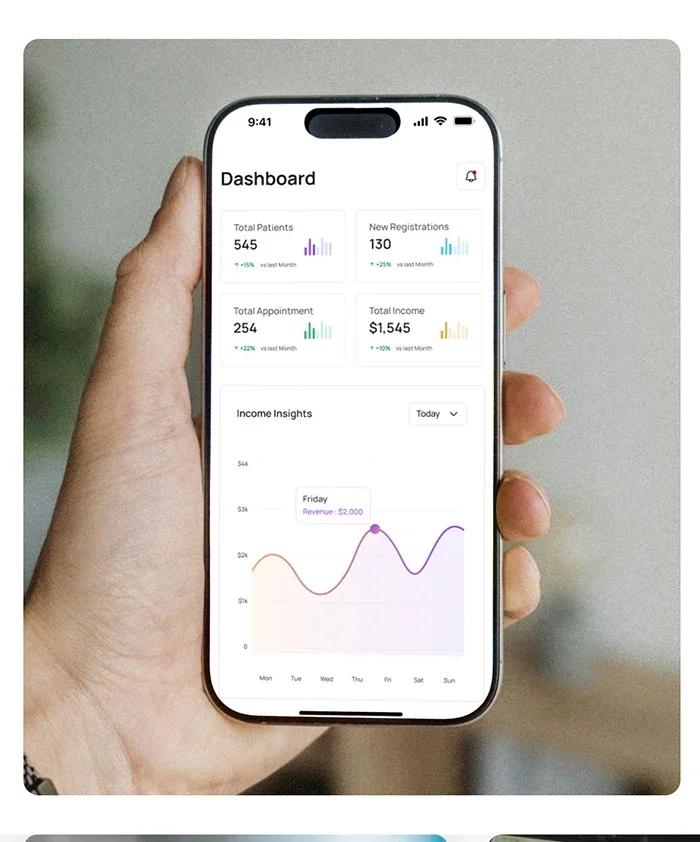 9:41
Dashboard
Total Patients
545
↑ +15% vs last Month
New Registrations
130
↑ +25% vs last Month
Total Appointment
254
↑ +22% vs last Month
Total Income
$1,545
↑ +10% vs last Month
Income Insights
Today
$4k
$3k
$2k
$1k
0
Friday
Revenue : $2,000
Mon Tue Wed Thu Fri Sat Sun